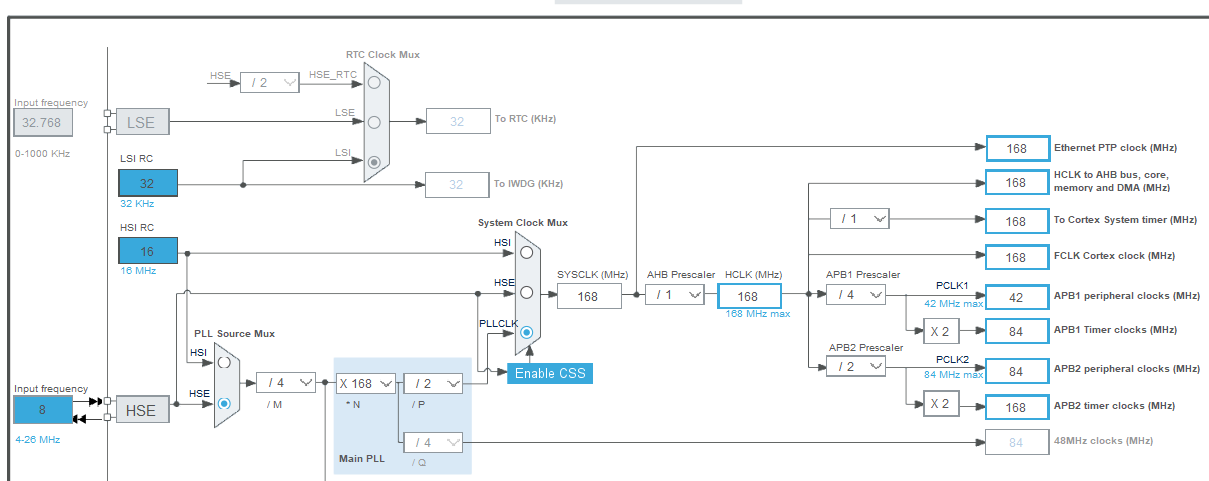 RTC Clock Mux
HSE
/ 2
HSE_RTC
Input frequency
32.768
0-1000 KHz
LSE
LSE
32
To RTC (KHz)
LSI RC
32
32 KHz
LSI
32
To IWDG (KHz)
HSI RC
16
16 MHz
System Clock Mux
HSI
HSE
PLLCLK
SYSCLK (MHz)
168
AHB Prescaler
/ 1
HCLK (MHz)
168
168 MHz max
168
Ethernet PTP clock (MHz)
168
HCLK to AHB bus, core,
memory and DMA (MHz)
/ 1
168
To Cortex System timer (MHz)
168
FCLK Cortex clock (MHz)
APB1 Prescaler
/ 4
PCLK1
42 MHz max
42
APB1 peripheral clocks (MHz)
X 2
84
APB1 Timer clocks (MHz)
APB2 Prescaler
/ 2
PCLK2
84 MHz max
84
APB2 peripheral clocks (MHz)
X 2
168
APB2 timer clocks (MHz)
84
48MHz clocks (MHz)
PLL Source Mux
HSI
HSE
Input frequency
8
4-26 MHz
HSE
/ 4
/ M
X 168
* N
/ 2
/ P
Enable CSS
/ 4
/ Q
Main PLL